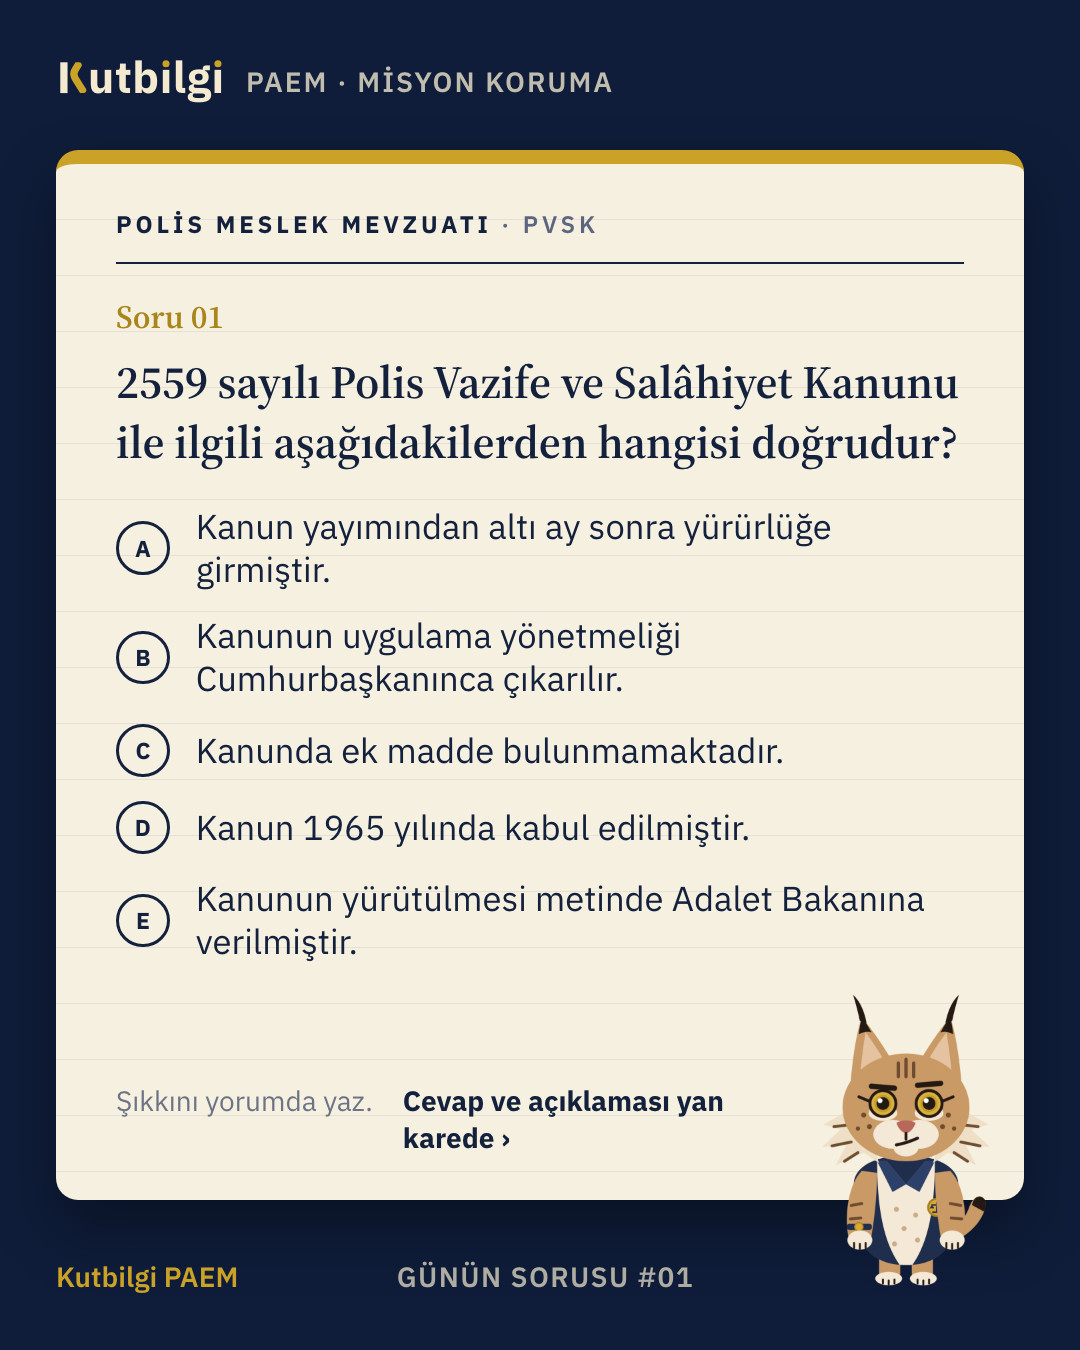 Kutbilgi PAEM · MİSYON KORUMA
POLİS MESLEK MEVZUATI · PVSK
Soru 01
2559 sayılı Polis Vazife ve Salâhiyet Kanunu
ile ilgili aşağıdakilerden hangisi doğrudur?
A Kanun yayımından altı ay sonra yürürlüğe
girmiştir.
B Kanunun uygulama yönetmeliği
Cumhurbaşkanınca çıkarılır.
C Kanunda ek madde bulunmamaktadır.
D Kanun 1965 yılında kabul edilmiştir.
E Kanunun yürütülmesi metinde Adalet Bakanına
verilmiştir.
Şıkkını yorumda yaz. Cevap ve açıklaması yan
karede ›
Kutbilgi PAEM GÜNÜN SORUSU #01